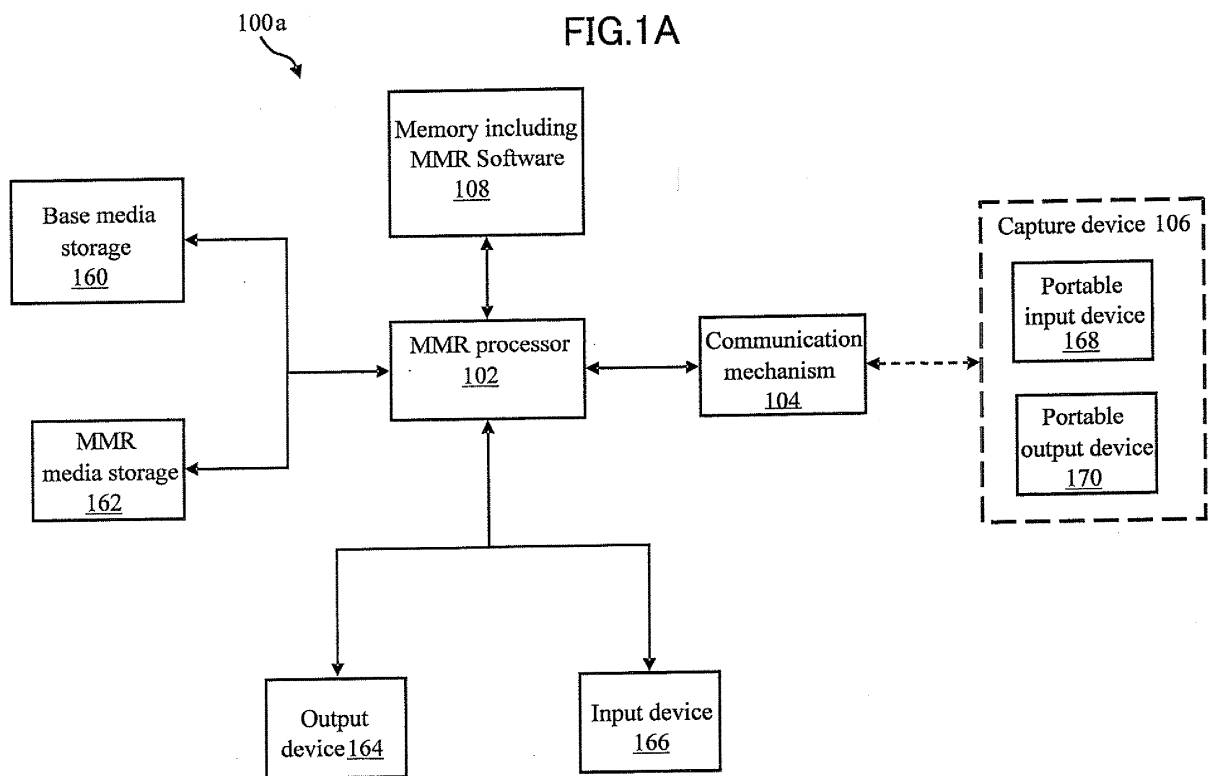 100a
FIG.1A
Memory including
MMR Software
108
Base media
storage
160
Capture device 106
Portable
input device
168
MMR processor
102
Communication
mechanism
104
Portable
output device
170
MMR
media storage
162
Output
device 164
Input device
166